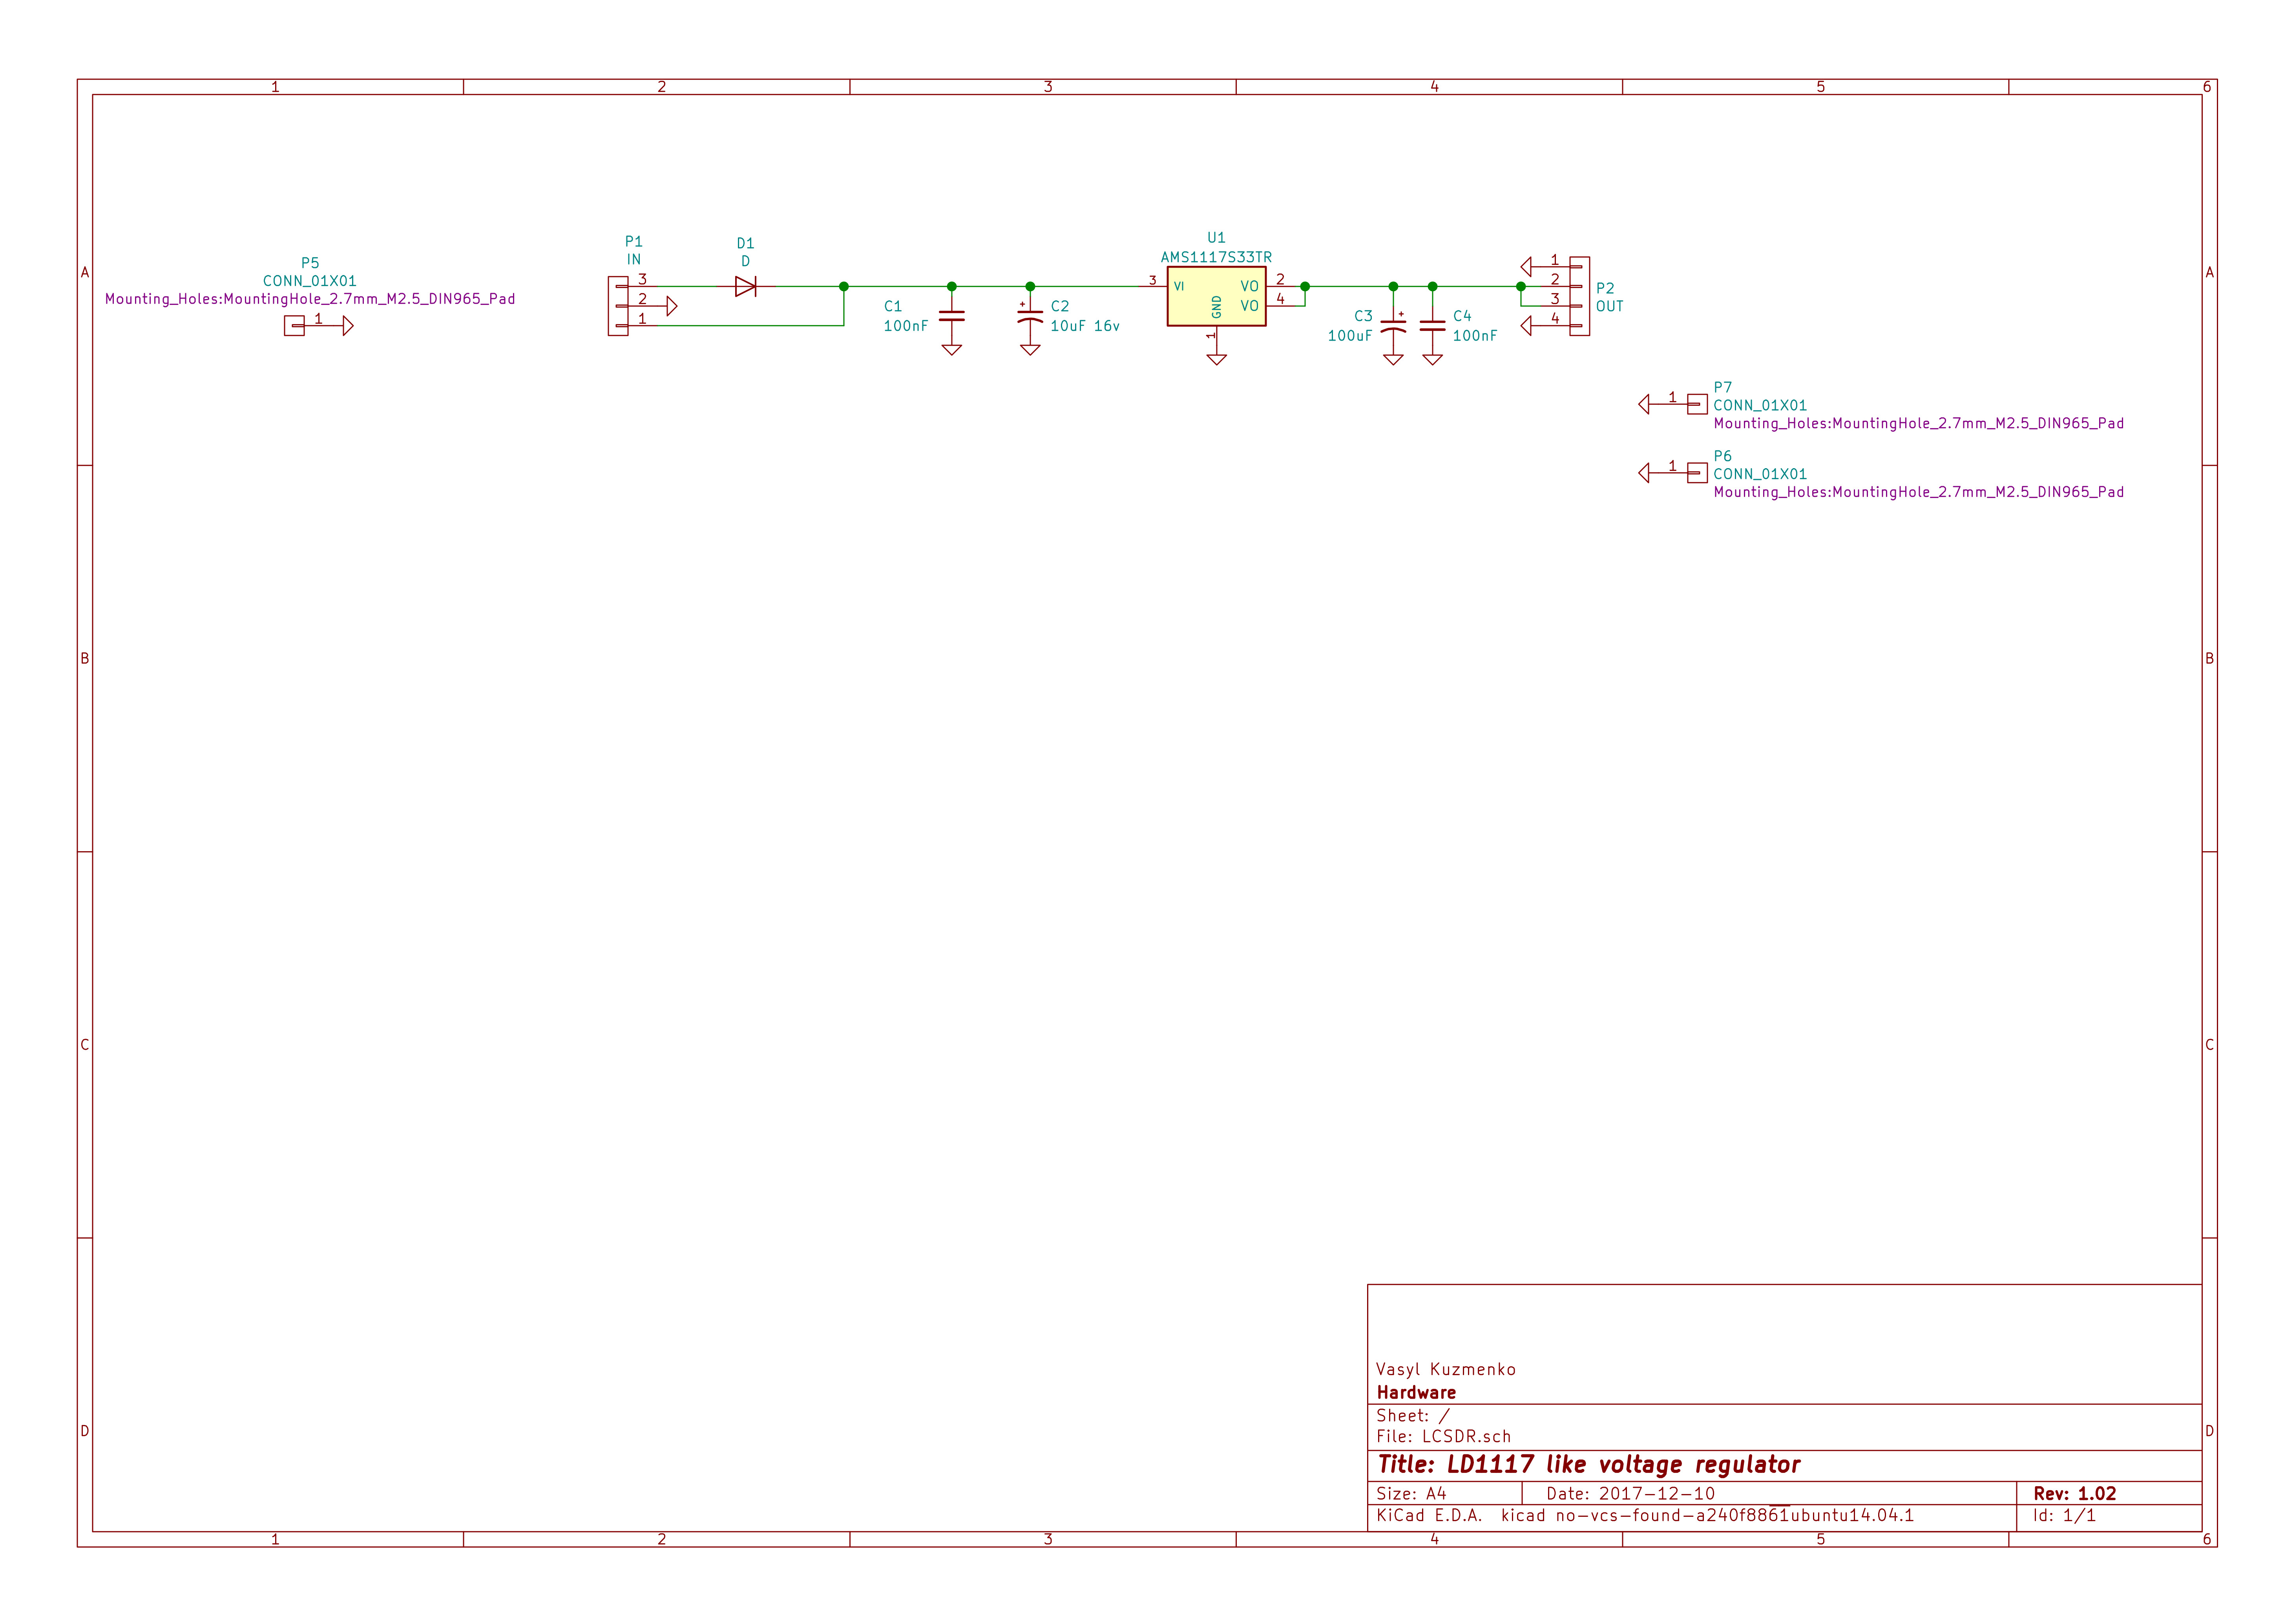 1 2 3 4 5 6
A A
P5
CONN_01X01
Mounting_Holes:MountingHole_2.7mm_M2.5_DIN965_Pad
1
P1
IN
3
2
1
D1
D
C1
100nF
C2
10uF 16v
U1
AMS1117S33TR
3 VI VO 2
VO 4
GND
1
C3
100uF
C4
100nF
1
2
3
4
P2
OUT
1
P7
CONN_01X01
Mounting_Holes:MountingHole_2.7mm_M2.5_DIN965_Pad
1
P6
CONN_01X01
Mounting_Holes:MountingHole_2.7mm_M2.5_DIN965_Pad
B B
C C
D D
Vasyl Kuzmenko
Hardware
Sheet: /
File: LCSDR.sch
Title: LD1117 like voltage regulator
Size: A4 Date: 2017-12-10 Rev: 1.02
KiCad E.D.A. kicad no-vcs-found-a240f8861ubuntu14.04.1 Id: 1/1
1 2 3 4 5 6